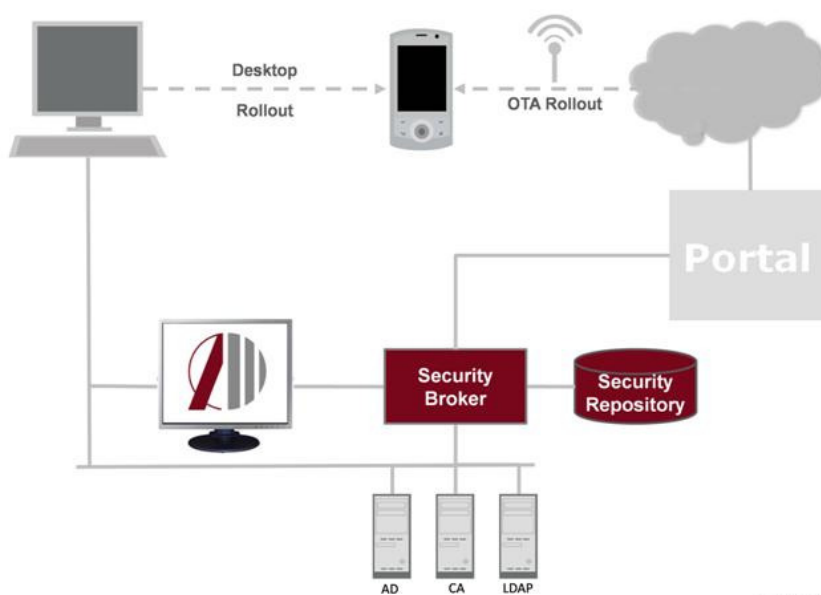 Desktop
Rollout
OTA Rollout
Portal
Security
Broker
Security
Repository
AD
CA
LDAP